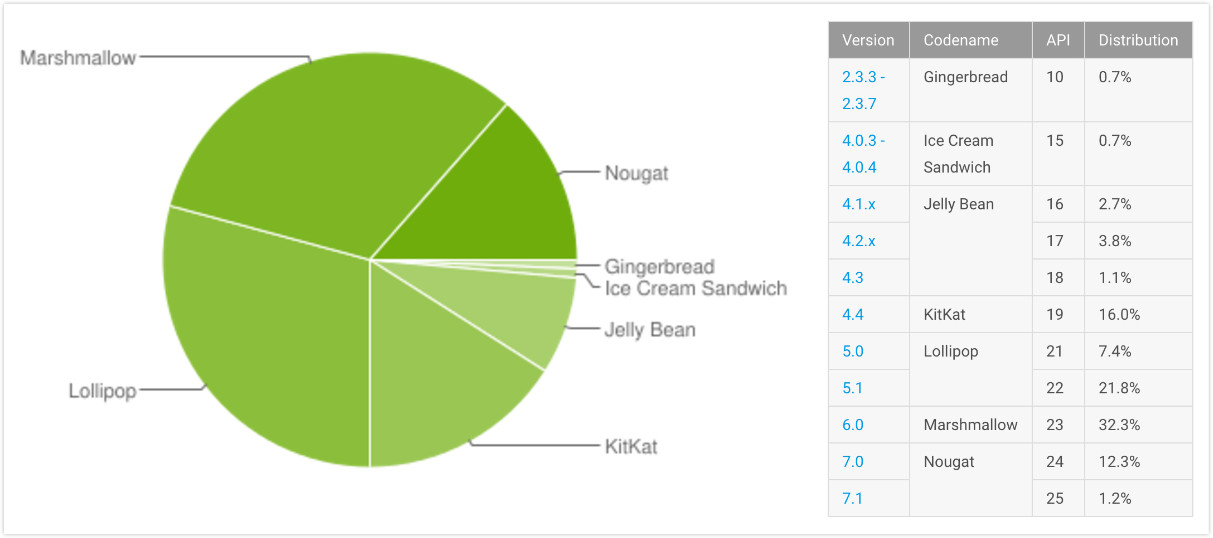 Marshmallow
Nougat
Gingerbread
Ice Cream Sandwich
Jelly Bean
Lollipop
KitKat
Version Codename API Distribution
2.3.3 - Gingerbread 10 0.7%
2.3.7
4.0.3 - Ice Cream 15 0.7%
4.0.4 Sandwich
4.1.x Jelly Bean 16 2.7%
4.2.x 17 3.8%
4.3 18 1.1%
4.4 KitKat 19 16.0%
5.0 Lollipop 21 7.4%
5.1 22 21.8%
6.0 Marshmallow 23 32.3%
7.0 Nougat 24 12.3%
7.1 25 1.2%